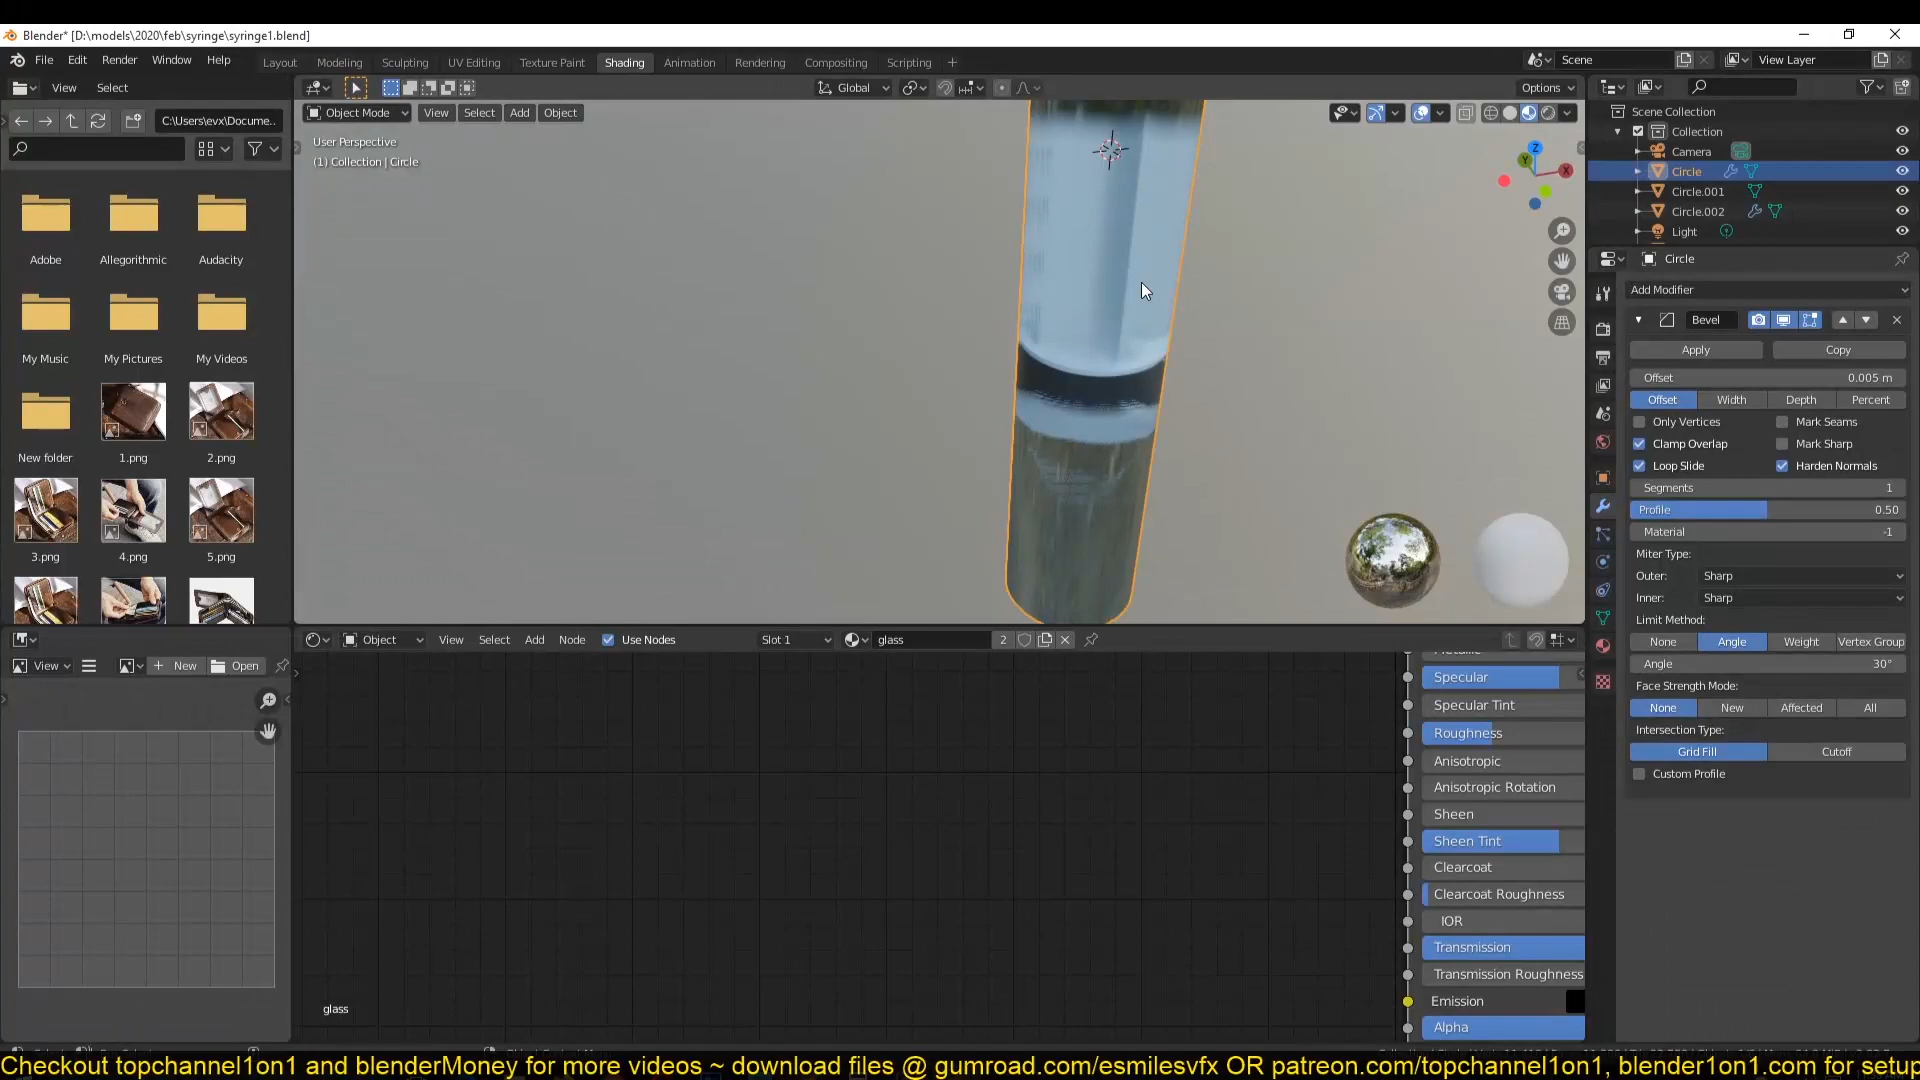 Blender* [D:\models\2020\feb\syringe\syringe1.blend]
File Edit Render Window Help
Layout Modeling Sculpting UV Editing Texture Paint Shading Animation Rendering Compositing Scripting +
Scene
View Layer
View Select
Global
Options
C:\Users\evx\Docume..
Object Mode View Select Add Object
User Perspective
(1) Collection | Circle
Z
Y
X
Adobe Allegorithmic Audacity
My Music My Pictures My Videos
New folder 1.png 2.png
3.png 4.png 5.png
Scene Collection
Collection
Camera
Circle
Circle.001
Circle.002
Light
Circle
Add Modifier
Bevel
Apply Copy
Offset 0.005 m
Offset Width Depth Percent
Only Vertices Mark Seams
Clamp Overlap Mark Sharp
Loop Slide Harden Normals
Segments 1
Profile 0.50
Material -1
Miter Type:
Outer: Sharp
Inner: Sharp
Limit Method:
None Angle Weight Vertex Group
Angle 30°
Face Strength Mode:
None New Affected All
Intersection Type:
Grid Fill Cutoff
Custom Profile
View New Open
Object View Select Add Node Use Nodes Slot 1 glass 2
Specular
Specular Tint
Roughness
Anisotropic
Anisotropic Rotation
Sheen
Sheen Tint
Clearcoat
Clearcoat Roughness
IOR
Transmission
Transmission Roughness
Emission
Alpha
glass
Checkout topchannel1on1 and blenderMoney for more videos ~ download files @ gumroad.com/esmilesvfx OR patreon.com/topchannel1on1, blender1on1.com for setup